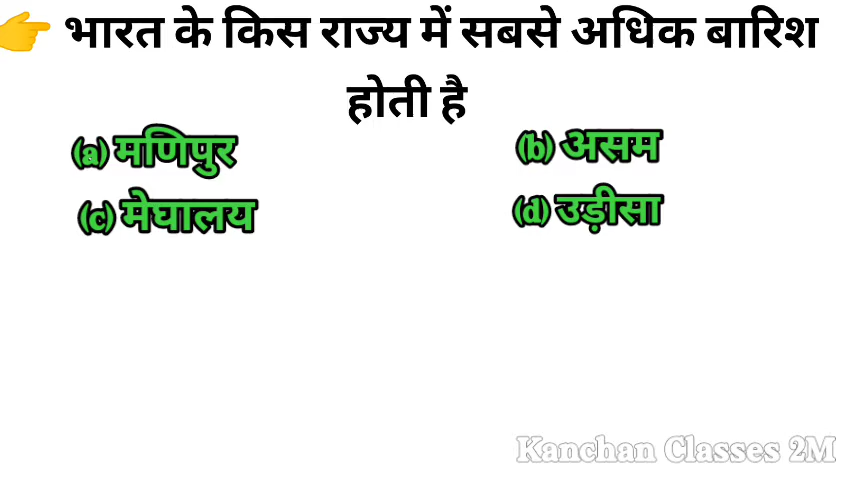 👉 भारत के किस राज्य में सबसे अधिक बारिश
होती है
(a) मणिपुर (b) असम
(c) मेघालय (d) उड़ीसा
Kanchan Classes 2M